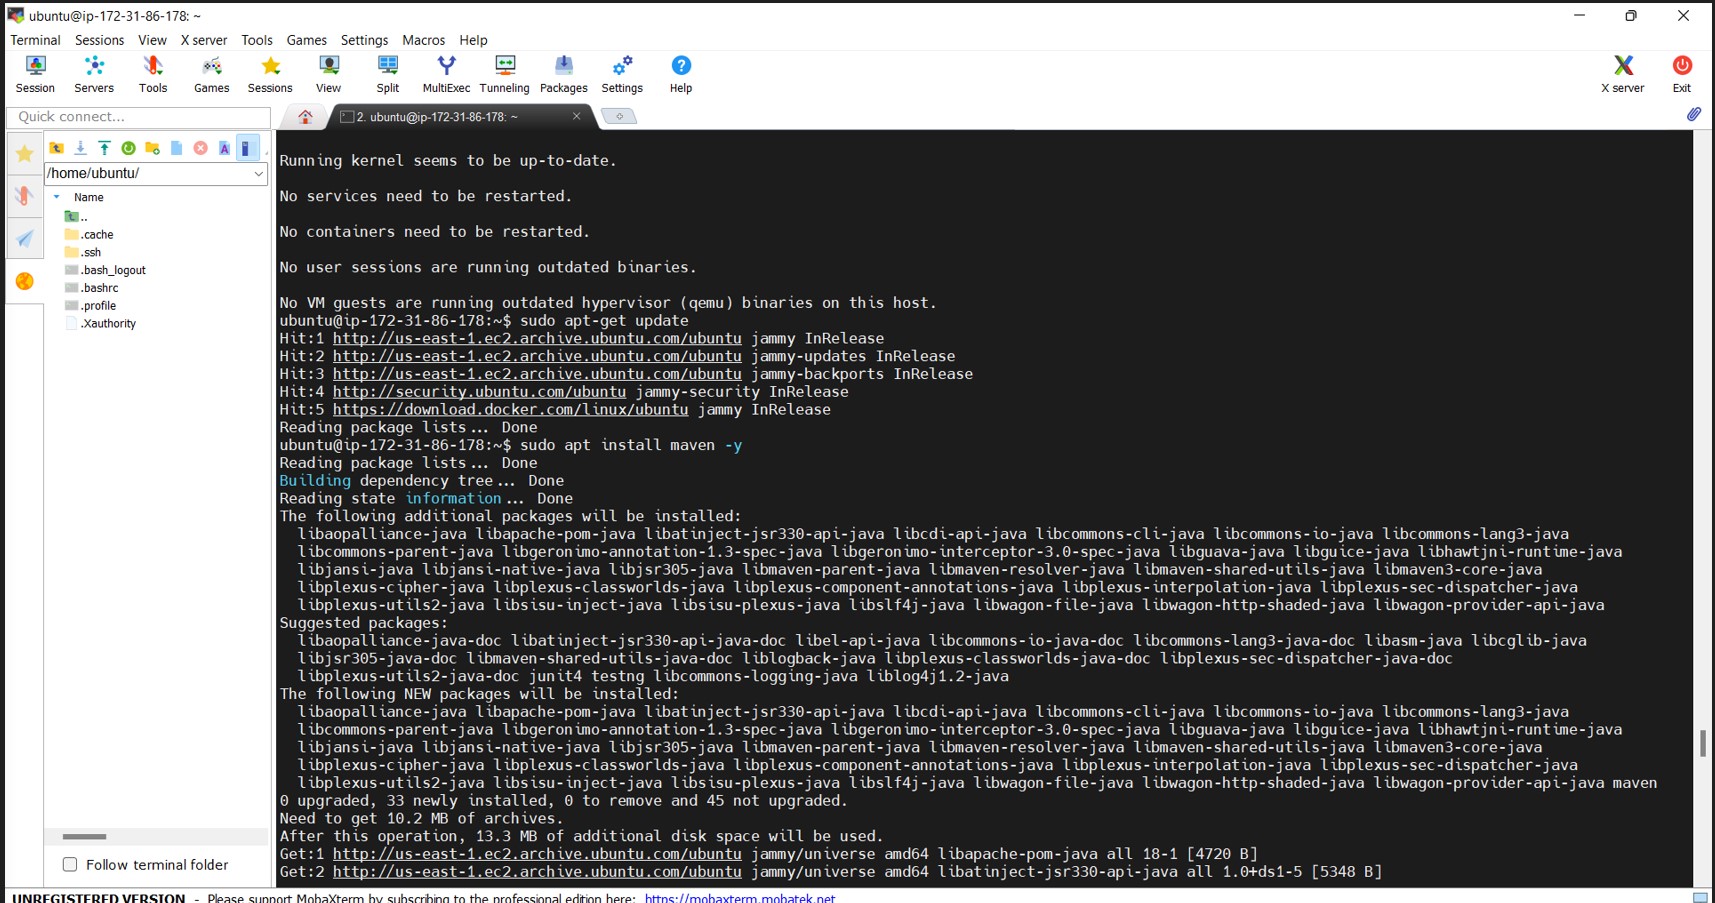 ubuntu@ip-172-31-86-178: ~
Terminal Sessions View X server Tools Games Settings Macros Help
Session Servers Tools Games Sessions View Split MultiExec Tunneling Packages Settings Help X server Exit
Quick connect...
2. ubuntu@ip-172-31-86-178: ~
/home/ubuntu/
Name
..
.cache
.ssh
.bash_logout
.bashrc
.profile
.Xauthority
Follow terminal folder
Running kernel seems to be up-to-date.
No services need to be restarted.
No containers need to be restarted.
No user sessions are running outdated binaries.
No VM guests are running outdated hypervisor (qemu) binaries on this host.
ubuntu@ip-172-31-86-178:~$ sudo apt-get update
Hit:1 http://us-east-1.ec2.archive.ubuntu.com/ubuntu jammy InRelease
Hit:2 http://us-east-1.ec2.archive.ubuntu.com/ubuntu jammy-updates InRelease
Hit:3 http://us-east-1.ec2.archive.ubuntu.com/ubuntu jammy-backports InRelease
Hit:4 http://security.ubuntu.com/ubuntu jammy-security InRelease
Hit:5 https://download.docker.com/linux/ubuntu jammy InRelease
Reading package lists... Done
ubuntu@ip-172-31-86-178:~$ sudo apt install maven -y
Reading package lists... Done
Building dependency tree... Done
Reading state information... Done
The following additional packages will be installed:
libaopalliance-java libapache-pom-java libatinject-jsr330-api-java libcdi-api-java libcommons-cli-java libcommons-io-java libcommons-lang3-java
libcommons-parent-java libgeronimo-annotation-1.3-spec-java libgeronimo-interceptor-3.0-spec-java libguava-java libguice-java libhawtjni-runtime-java
libjansi-java libjansi-native-java libjsr305-java libmaven-parent-java libmaven-resolver-java libmaven-shared-utils-java libmaven3-core-java
libplexus-cipher-java libplexus-classworlds-java libplexus-component-annotations-java libplexus-interpolation-java libplexus-sec-dispatcher-java
libplexus-utils2-java libsisu-inject-java libsisu-plexus-java libslf4j-java libwagon-file-java libwagon-http-shaded-java libwagon-provider-api-java
Suggested packages:
libaopalliance-java-doc libatinject-jsr330-api-java-doc libel-api-java libcommons-io-java-doc libcommons-lang3-java-doc libasm-java libcglib-java
libjsr305-java-doc libmaven-shared-utils-java-doc liblogback-java libplexus-classworlds-java-doc libplexus-sec-dispatcher-java-doc
libplexus-utils2-java-doc junit4 testng libcommons-logging-java liblog4j1.2-java
The following NEW packages will be installed:
libaopalliance-java libapache-pom-java libatinject-jsr330-api-java libcdi-api-java libcommons-cli-java libcommons-io-java libcommons-lang3-java
libcommons-parent-java libgeronimo-annotation-1.3-spec-java libgeronimo-interceptor-3.0-spec-java libguava-java libguice-java libhawtjni-runtime-java
libjansi-java libjansi-native-java libjsr305-java libmaven-parent-java libmaven-resolver-java libmaven-shared-utils-java libmaven3-core-java
libplexus-cipher-java libplexus-classworlds-java libplexus-component-annotations-java libplexus-interpolation-java libplexus-sec-dispatcher-java
libplexus-utils2-java libsisu-inject-java libsisu-plexus-java libslf4j-java libwagon-file-java libwagon-http-shaded-java libwagon-provider-api-java maven
0 upgraded, 33 newly installed, 0 to remove and 45 not upgraded.
Need to get 10.2 MB of archives.
After this operation, 13.3 MB of additional disk space will be used.
Get:1 http://us-east-1.ec2.archive.ubuntu.com/ubuntu jammy/universe amd64 libapache-pom-java all 18-1 [4720 B]
Get:2 http://us-east-1.ec2.archive.ubuntu.com/ubuntu jammy/universe amd64 libatinject-jsr330-api-java all 1.0+ds1-5 [5348 B]
UNREGISTERED VERSION - Please support MobaXterm by subscribing to the professional edition here: https://mobaxterm.mobatek.net